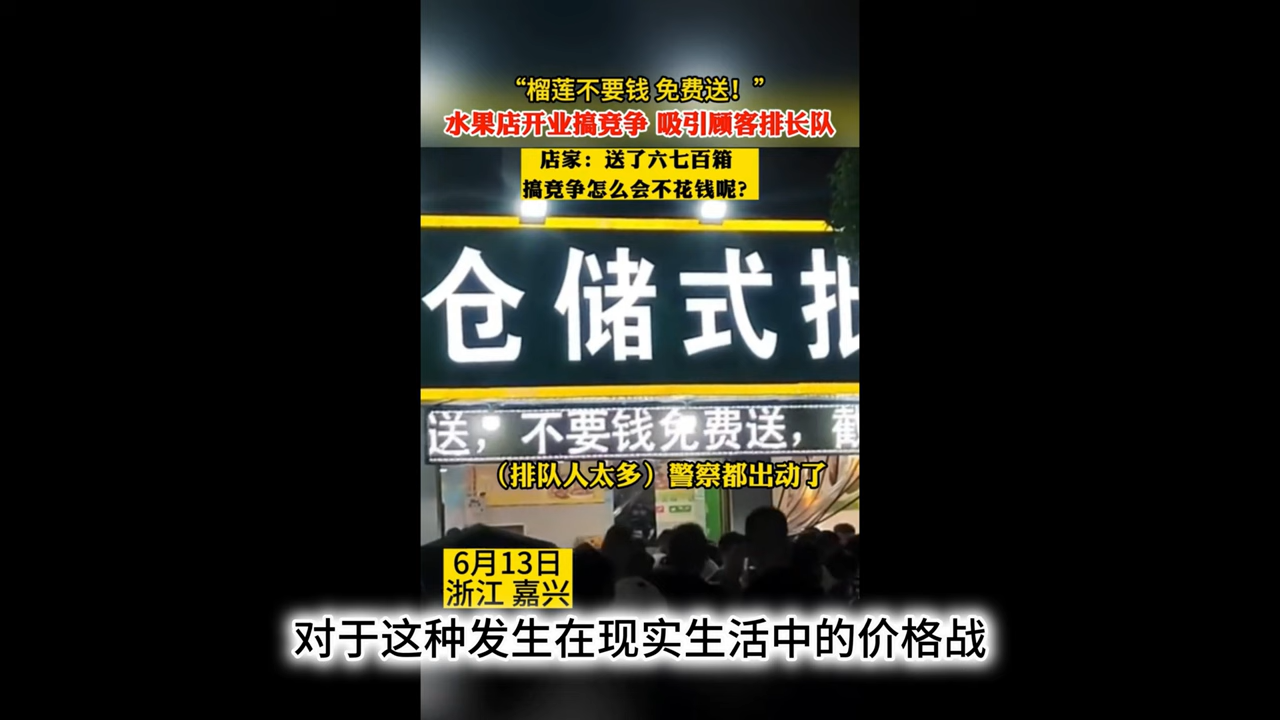 “榴莲不要钱 免费送！”
水果店开业搞竞争 吸引顾客排长队
店家：送了六七百箱
搞竞争怎么会不花钱呢？
仓储式批
送，不要钱免费送，截
（排队人太多）警察都出动了
6月13日
浙江 嘉兴
对于这种发生在现实生活中的价格战